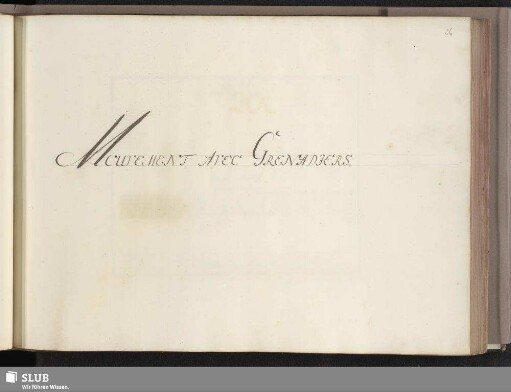 Mouvement avec Grenadiers.
SLUB
Wir führen Wissen.